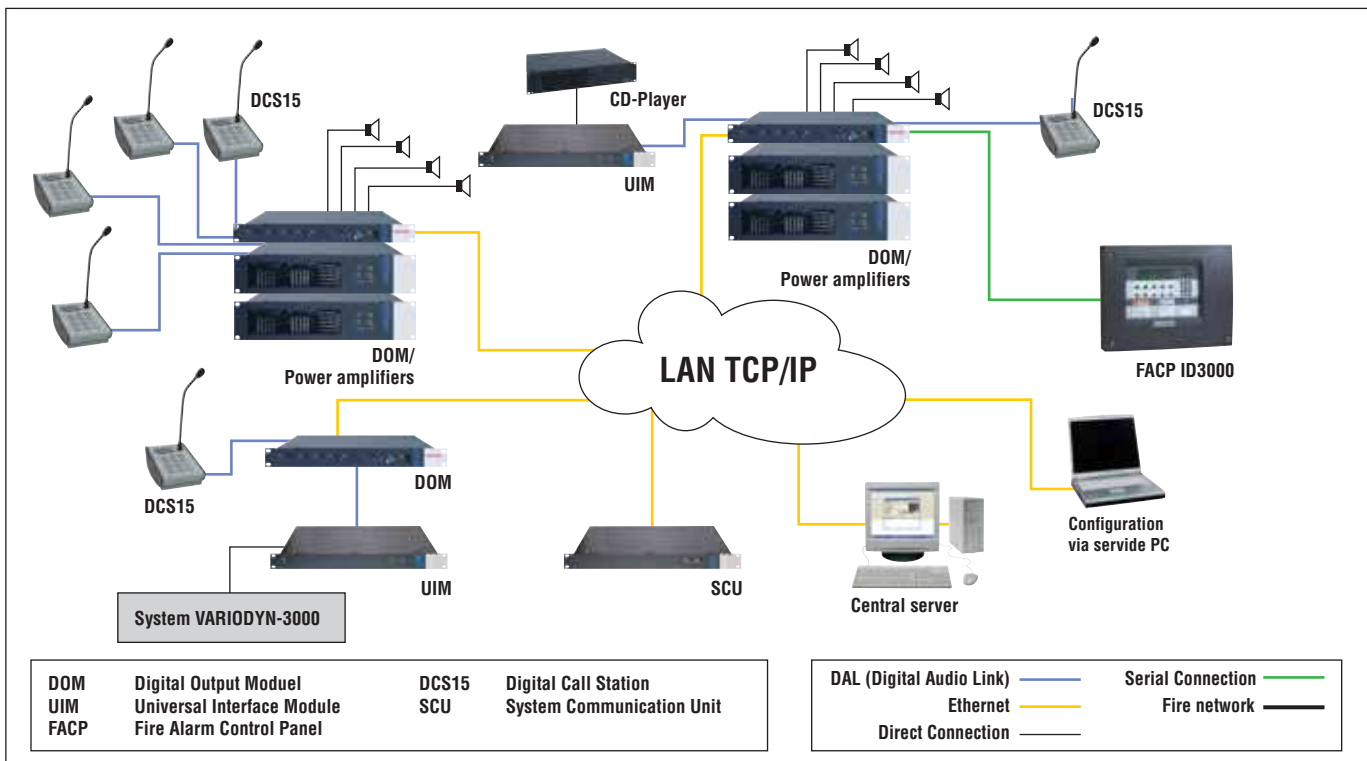 DCS15
CD-Player
UIM
DCS15
DOM/
Power amplifiers
DOM/
Power amplifiers
LAN TCP/IP
FACP ID3000
DCS15
DOM
UIM
SCU
Central server
Configuration
via servide PC
System VARIODYN-3000
DOM Digital Output Moduel DCS15 Digital Call Station
UIM Universal Interface Module SCU System Communication Unit
FACP Fire Alarm Control Panel
DAL (Digital Audio Link) Serial Connection
Ethernet Fire network
Direct Connection